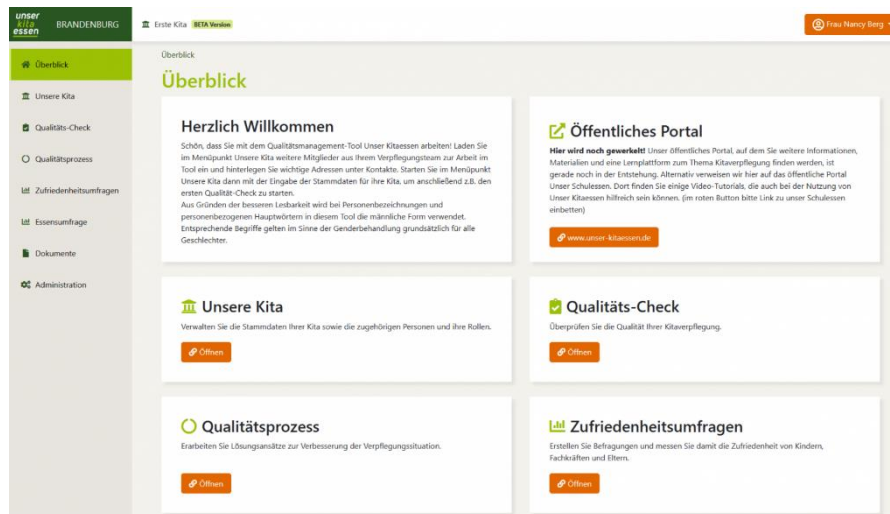 unser
kita
essen
BRANDENBURG
Erste Kita BETA Version
Frau Nancy Berg
Überblick
Unsere Kita
Qualitäts-Check
Qualitätsprozess
Zufriedenheitsumfragen
Essensumfrage
Dokumente
Administration
Überblick
Überblick
Herzlich Willkommen
Schön, dass Sie mit dem Qualitätsmanagement-Tool Unser Kitaessen arbeiten! Laden Sie
im Menüpunkt Unsere Kita weitere Mitglieder aus Ihrem Verpflegungsteam zur Arbeit im
Tool ein und hinterlegen Sie wichtige Adressen unter Kontakte. Starten Sie im Menüpunkt
Unsere Kita dann mit der Eingabe der Stammdaten für ihre Kita, um anschließend z.B. den
ersten Qualität-Check zu starten.
Aus Gründen der besseren Lesbarkeit wird bei Personenbezeichnungen und
personenbezogenen Hauptwörtern in diesem Tool die männliche Form verwendet.
Entsprechende Begriffe gelten im Sinne der Genderbehandlung grundsätzlich für alle
Geschlechter.
Öffentliches Portal
Hier wird noch gewerkelt! Unser öffentliches Portal, auf dem Sie weitere Informationen,
Materialien und eine Lernplattform zum Thema Kitaverpflegung finden werden, ist
gerade noch in der Entstehung. Alternativ verweisen wir hier auf das öffentliche Portal
Unser Schulessen. Dort finden Sie einige Video-Tutorials, die auch bei der Nutzung von
Unser Kitaessen hilfreich sein können. (im roten Button bitte Link zu unser Schulessen
einbetten)
www.unser-kitaessen.de
Unsere Kita
Verwalten Sie die Stammdaten Ihrer Kita sowie die zugehörigen Personen und ihre Rollen.
Öffnen
Qualitäts-Check
Überprüfen Sie die Qualität Ihrer Kitaverpflegung.
Öffnen
Qualitätsprozess
Erarbeiten Sie Lösungsansätze zur Verbesserung der Verpflegungssituation.
Öffnen
Zufriedenheitsumfragen
Erstellen Sie Befragungen und messen Sie damit die Zufriedenheit von Kindern,
Fachkräften und Eltern.
Öffnen